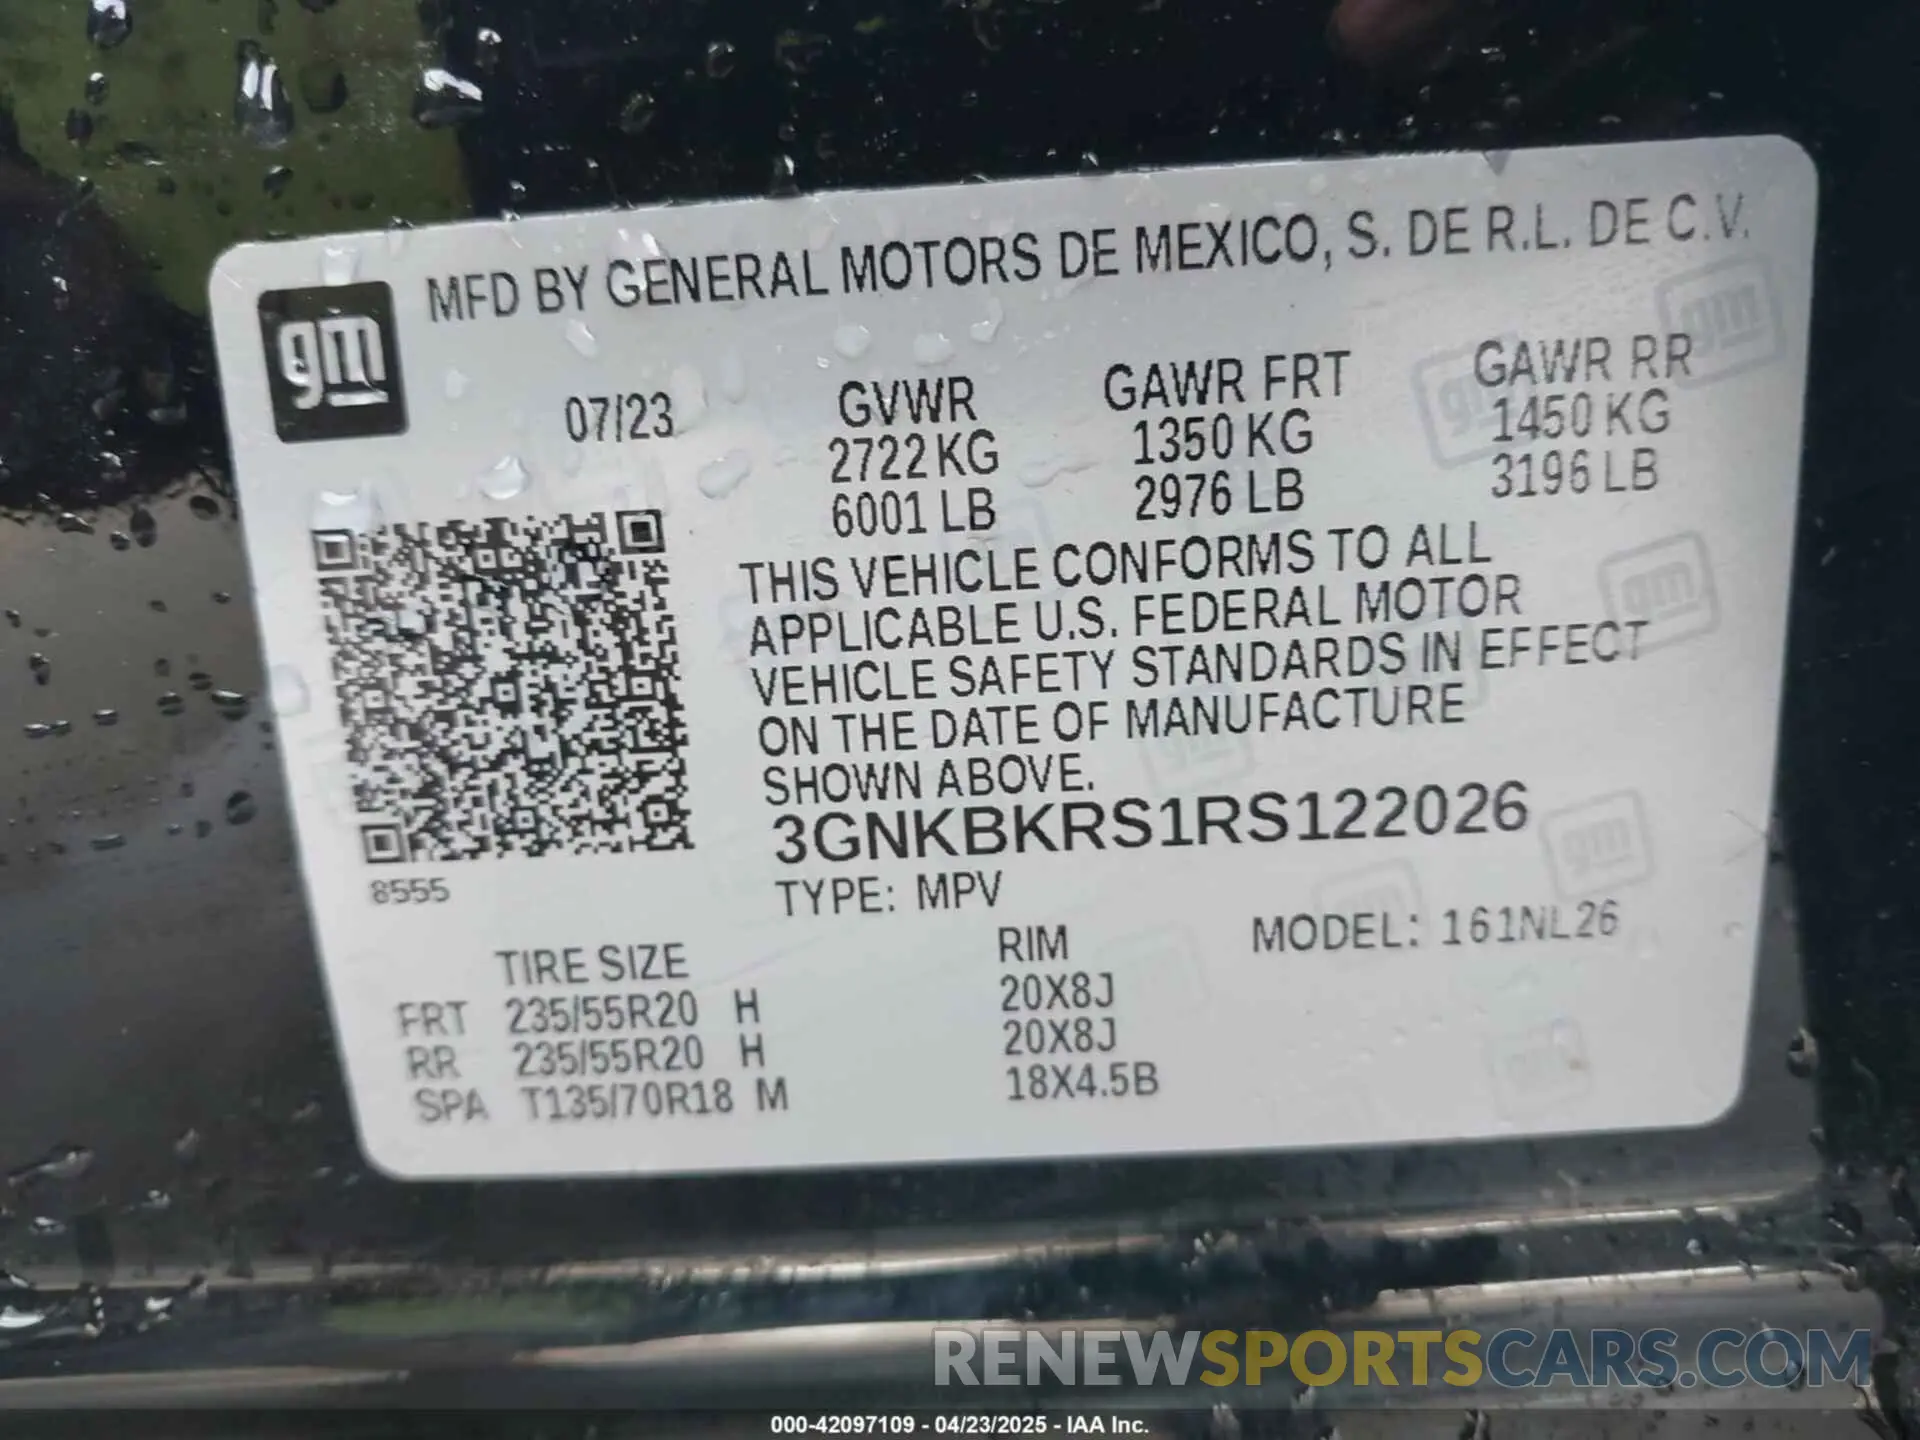 gm
MFD BY GENERAL MOTORS DE MEXICO, S. DE R.L. DE C.V.
07/23
GVWR
2722 KG
6001 LB
GAWR FRT
1350 KG
2976 LB
GAWR RR
1450 KG
3196 LB
THIS VEHICLE CONFORMS TO ALL
APPLICABLE U.S. FEDERAL MOTOR
VEHICLE SAFETY STANDARDS IN EFFECT
ON THE DATE OF MANUFACTURE
SHOWN ABOVE.
3GNKBKRS1RS122026
8555
TYPE: MPV
MODEL: 161NL26
TIRE SIZE RIM
FRT 235/55R20 H 20X8J
RR 235/55R20 H 20X8J
SPA T135/70R18 M 18X4.5B
RENEWSPORTSCARS.COM
000-42097109 - 04/23/2025 - IAA Inc.